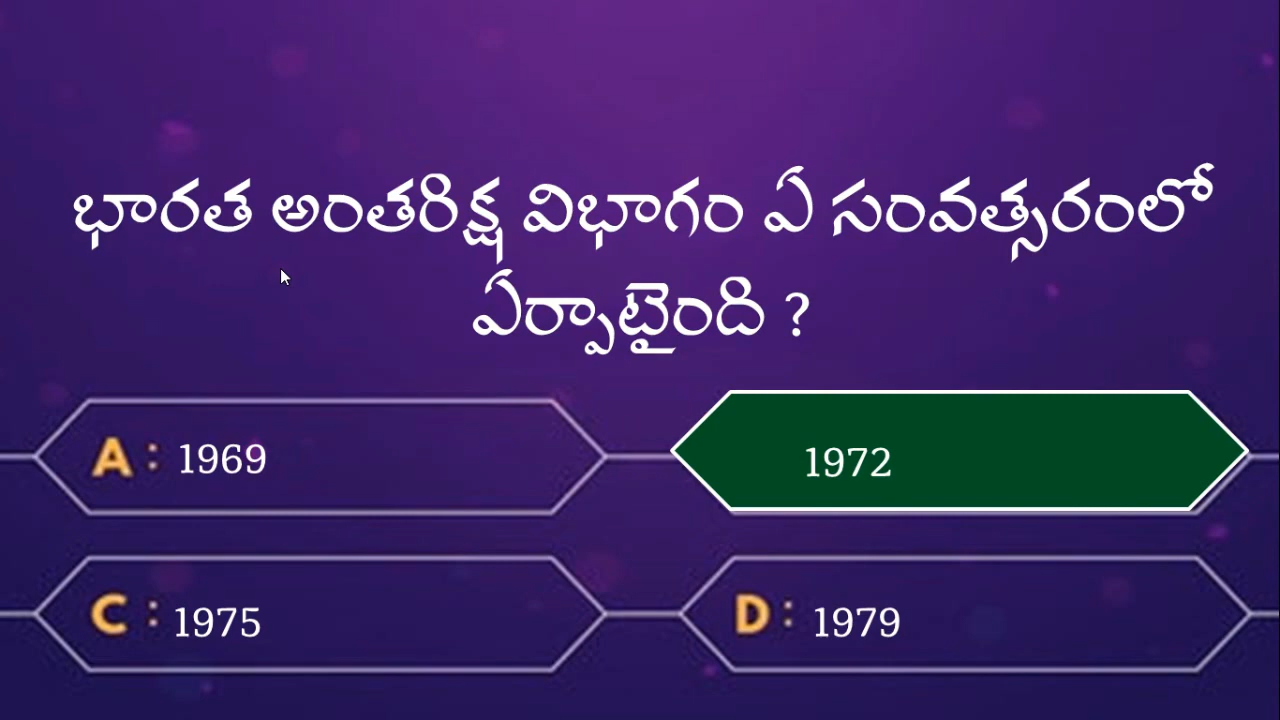 భారత అంతరిక్ష విభాగం ఏ సంవత్సరంలో
ఏర్పాటైంది ?
A : 1969
1972
C : 1975
D : 1979